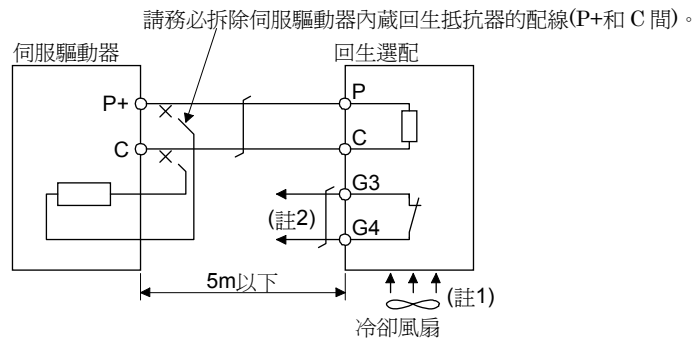 請務必拆除伺服驅動器內蔵回生抵抗器的配線(P+和 C 間)。
伺服驅動器
回生選配
P+
P
C
C
G3
(註2)
G4
5m以下
(註1)
冷卻風扇